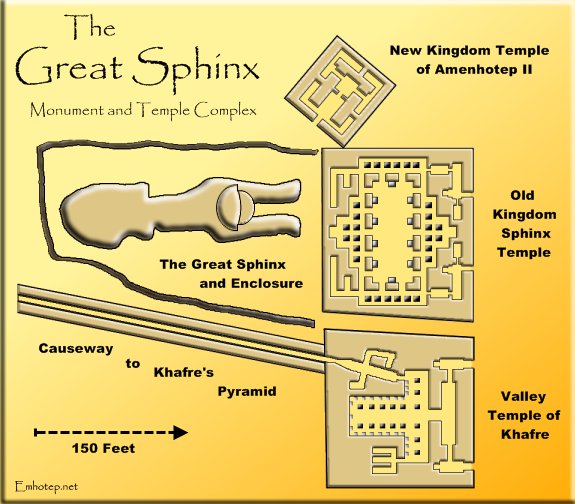 The
Great Sphinx
Monument and Temple Complex
New Kingdom Temple
of Amenhotep II
Old
Kingdom
Sphinx
Temple
The Great Sphinx
and Enclosure
Causeway
to
Khafre's
Pyramid
Valley
Temple of
Khafre
150 Feet
Emhotep.net